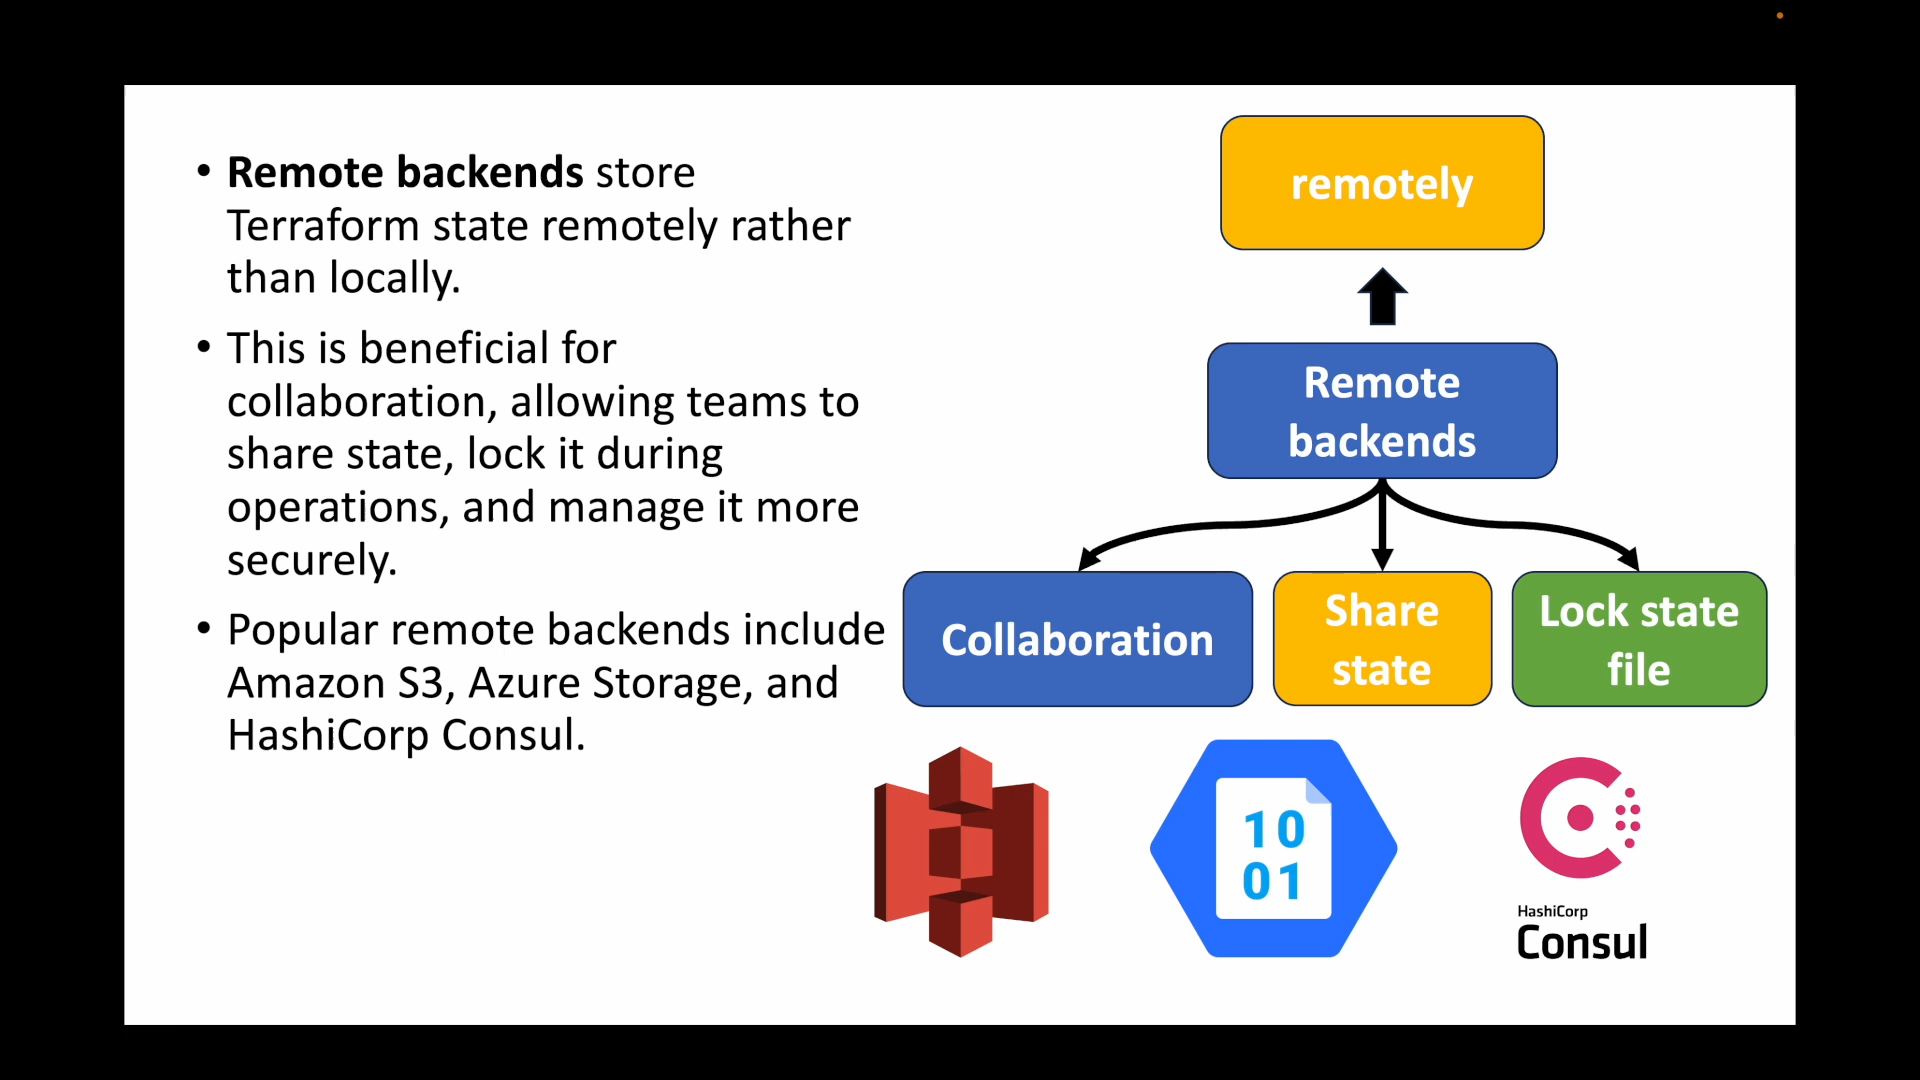 • Remote backends store
Terraform state remotely rather
than locally.
• This is beneficial for
collaboration, allowing teams to
share state, lock it during
operations, and manage it more
securely.
• Popular remote backends include
Amazon S3, Azure Storage, and
HashiCorp Consul.
remotely
Remote
backends
Collaboration
Share
state
Lock state
file
10
01
HashiCorp
Consul